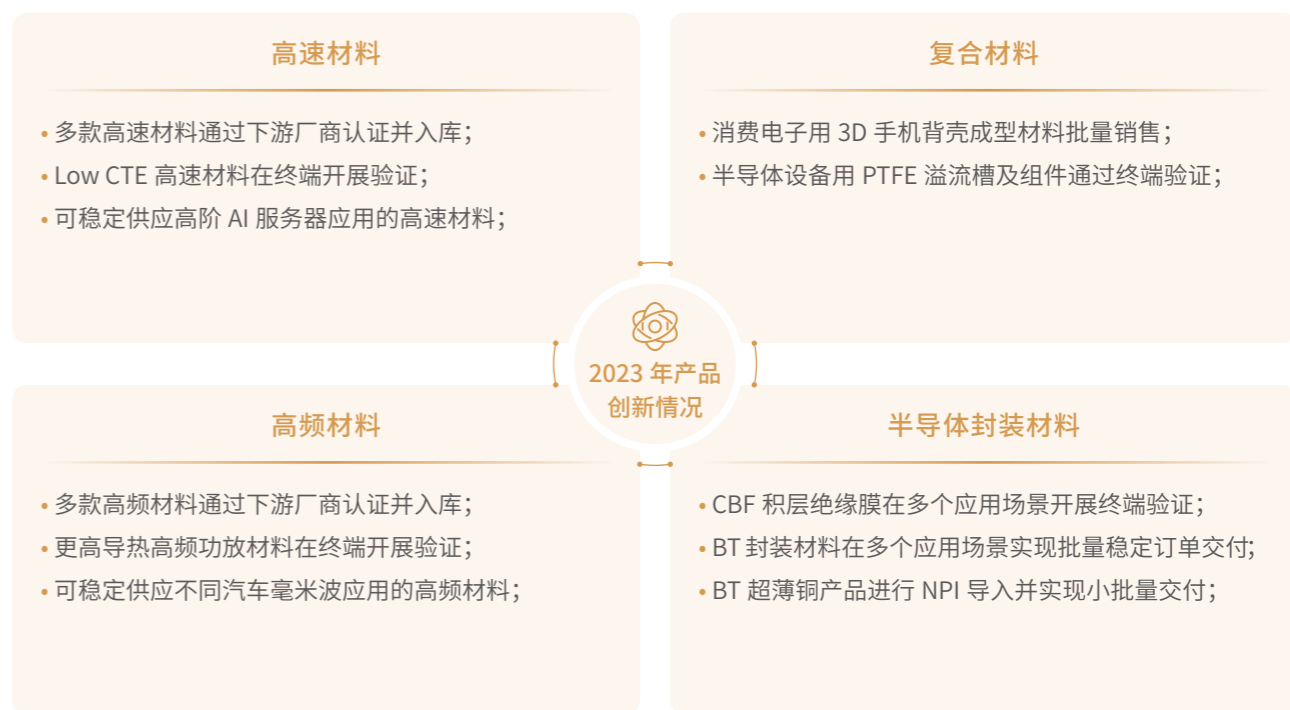 高速材料
• 多款高速材料通过下游厂商认证并入库；
• Low CTE 高速材料在终端开展验证；
• 可稳定供应高阶 AI 服务器应用的高速材料；
复合材料
• 消费电子用 3D 手机背壳成型材料批量销售；
• 半导体设备用 PTFE 溢流槽及组件通过终端验证；
2023 年产品
创新情况
高频材料
• 多款高频材料通过下游厂商认证并入库；
• 更高导热高频功放材料在终端开展验证；
• 可稳定供应不同汽车毫米波应用的高频材料；
半导体封装材料
• CBF 积层绝缘膜在多个应用场景开展终端验证；
• BT 封装材料在多个应用场景实现批量稳定订单交付；
• BT 超薄铜产品进行 NPI 导入并实现小批量交付；